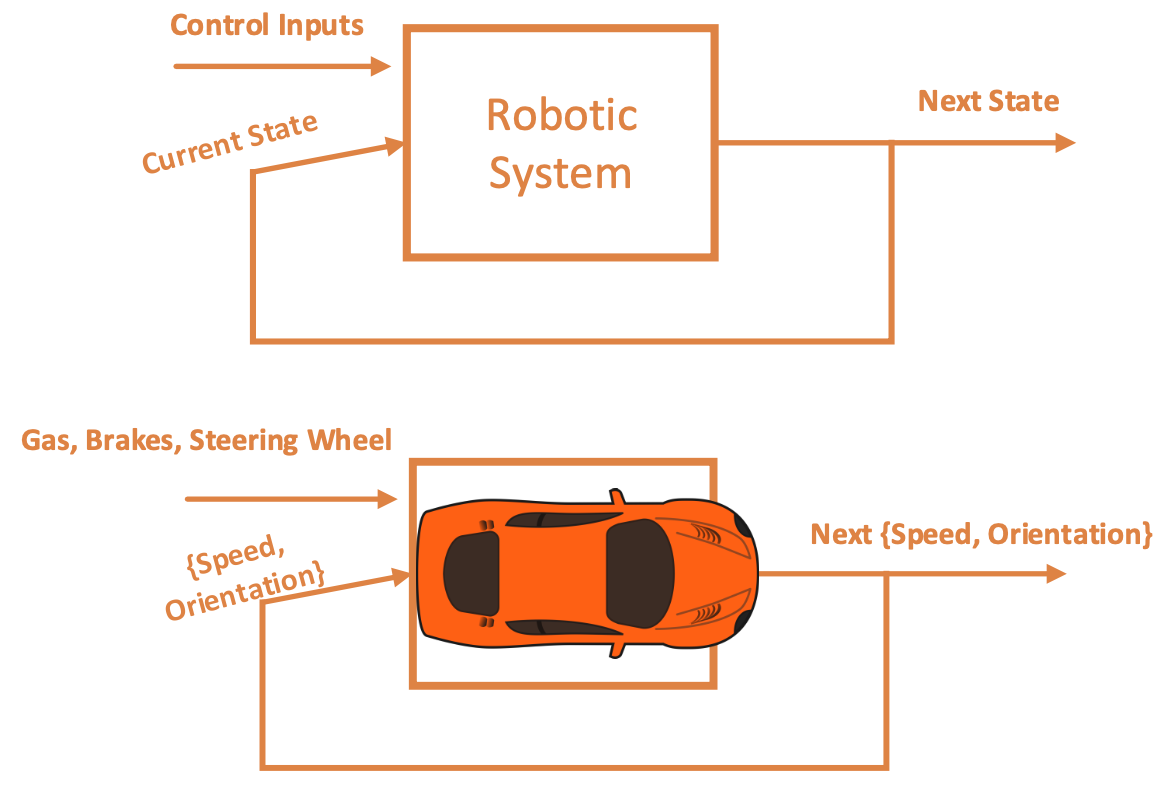 Control Inputs
Current State
Robotic
System
Next State
Gas, Brakes, Steering Wheel
{Speed,
Orientation}
Next {Speed, Orientation}